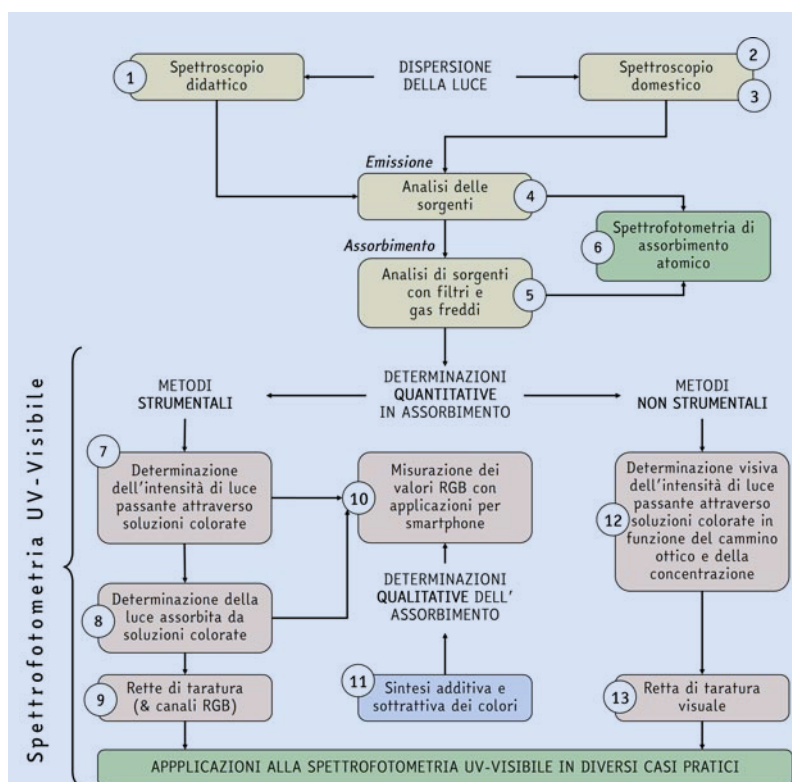 1
Spettroscopio
didattico
DISPERSIONE
DELLA LUCE
Spettroscopio
domestico
2
3
Emissione
Analisi delle
sorgenti
4
Spettrofotometria di
assorbimento
atomico
6
Assorbimento
Analisi di sorgenti
con filtri e
gas freddi
5
Spettrofotometria UV-Visibile
METODI
STRUMENTALI
DETERMINAZIONI
QUANTITATIVE
IN ASSORBIMENTO
METODI
NON STRUMENTALI
7
Determinazione
dell'intensità di luce
passante attraverso
soluzioni colorate
10
Misurazione dei
valori RGB con
applicazioni per
smartphone
12
Determinazione visiva
dell'intensità di luce
passante attraverso
soluzioni colorate in
funzione del cammino
ottico e della
concentrazione
DETERMINAZIONI
QUALITATIVE DELL'
ASSORBIMENTO
8
Determinazione della
luce assorbita da
soluzioni colorate
9
Rette di taratura
(& canali RGB)
11
Sintesi additiva e
sottrattiva dei colori
13
Retta di taratura
visuale
APPPLICAZIONI ALLA SPETTROFOTOMETRIA UV-VISIBILE IN DIVERSI CASI PRATICI